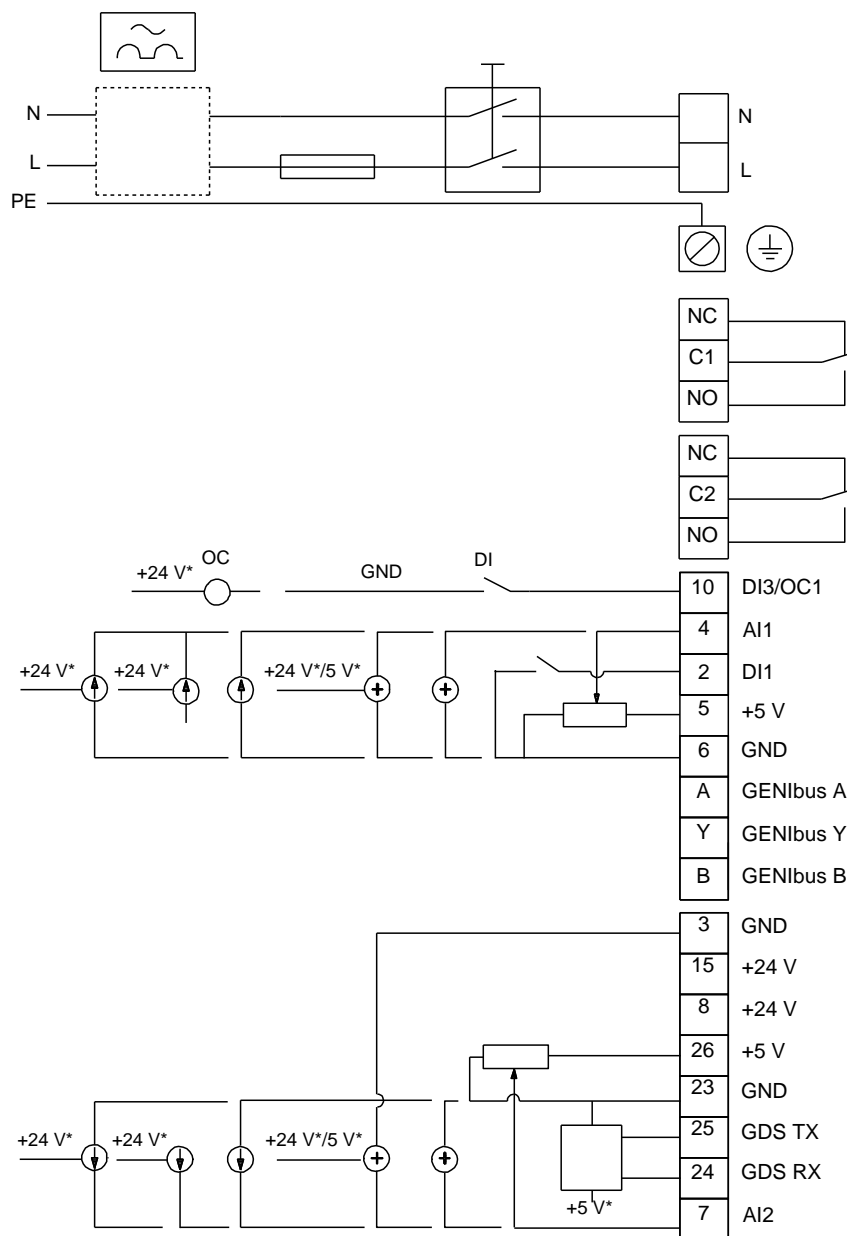 N N
L L
PE
NC
C1
NO
NC
C2
NO
+24 V* OC GND DI 10 DI3/OC1
4 AI1
+24 V* +24 V* +24 V*/5 V* 2 DI1
5 +5 V
6 GND
A GENIbus A
Y GENIbus Y
B GENIbus B
3 GND
15 +24 V
8 +24 V
26 +5 V
23 GND
+24 V* +24 V* +24 V*/5 V* 25 GDS TX
24 GDS RX
+5 V* 7 AI2